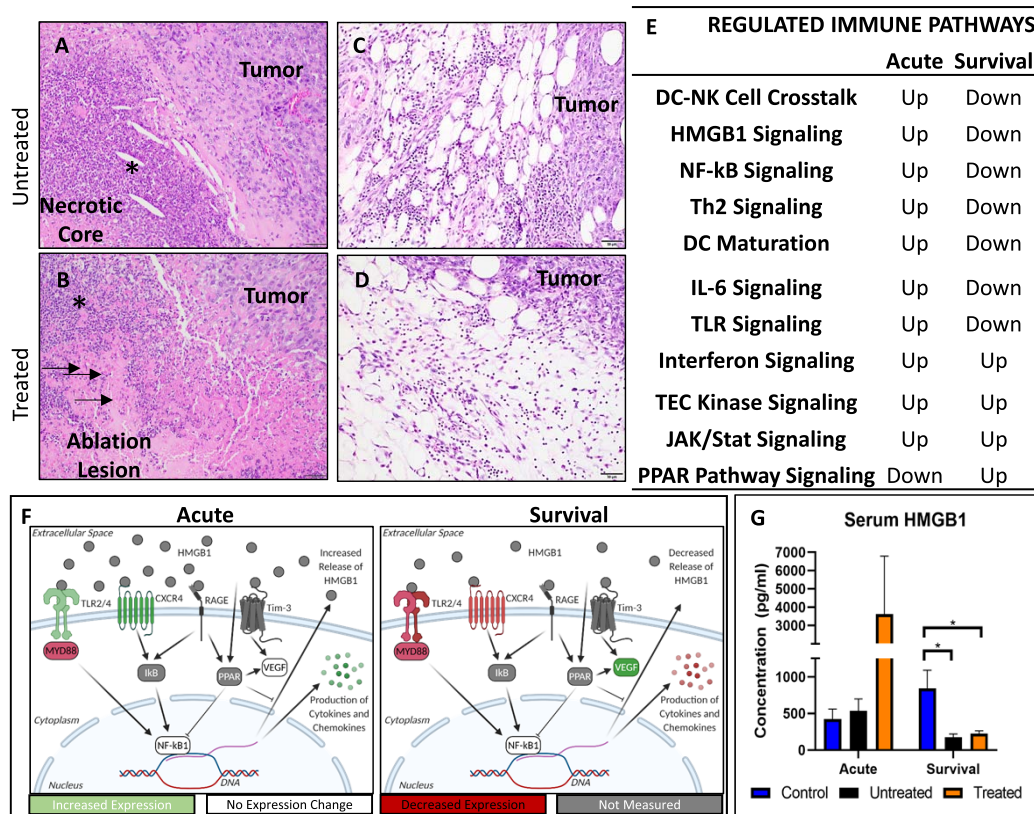 Untreated
Treated
A
Tumor
*
Necrotic
Core
B
Tumor
*
Ablation
Lesion
C
Tumor
D
Tumor
E REGULATED IMMUNE PATHWAYS
Acute Survival
DC-NK Cell Crosstalk Up Down
HMGB1 Signaling Up Down
NF-kB Signaling Up Down
Th2 Signaling Up Down
DC Maturation Up Down
IL-6 Signaling Up Down
TLR Signaling Up Down
Interferon Signaling Up Up
TEC Kinase Signaling Up Up
JAK/Stat Signaling Up Up
PPAR Pathway Signaling Down Up
F
Acute
Extracellular Space
HMGB1
Increased
Release of
HMGB1
TLR2/4
CXCR4
RAGE
Tim-3
MYD88
IkB
PPAR
VEGF
Production of
Cytokines and
Chemokines
Cytoplasm
NF-kB1
DNA
Nucleus
Survival
Extracellular Space
HMGB1
Decreased
Release of
HMGB1
TLR2/4
CXCR4
RAGE
Tim-3
MYD88
IkB
PPAR
VEGF
Production of
Cytokines and
Chemokines
Cytoplasm
NF-kB1
DNA
Nucleus
Increased Expression
No Expression Change
Decreased Expression
Not Measured
G
Serum HMGB1
Concentration (pg/ml)
7000
6000
5000
4000
3000
1000
500
0
*
*
Acute
Survival
Control
Untreated
Treated